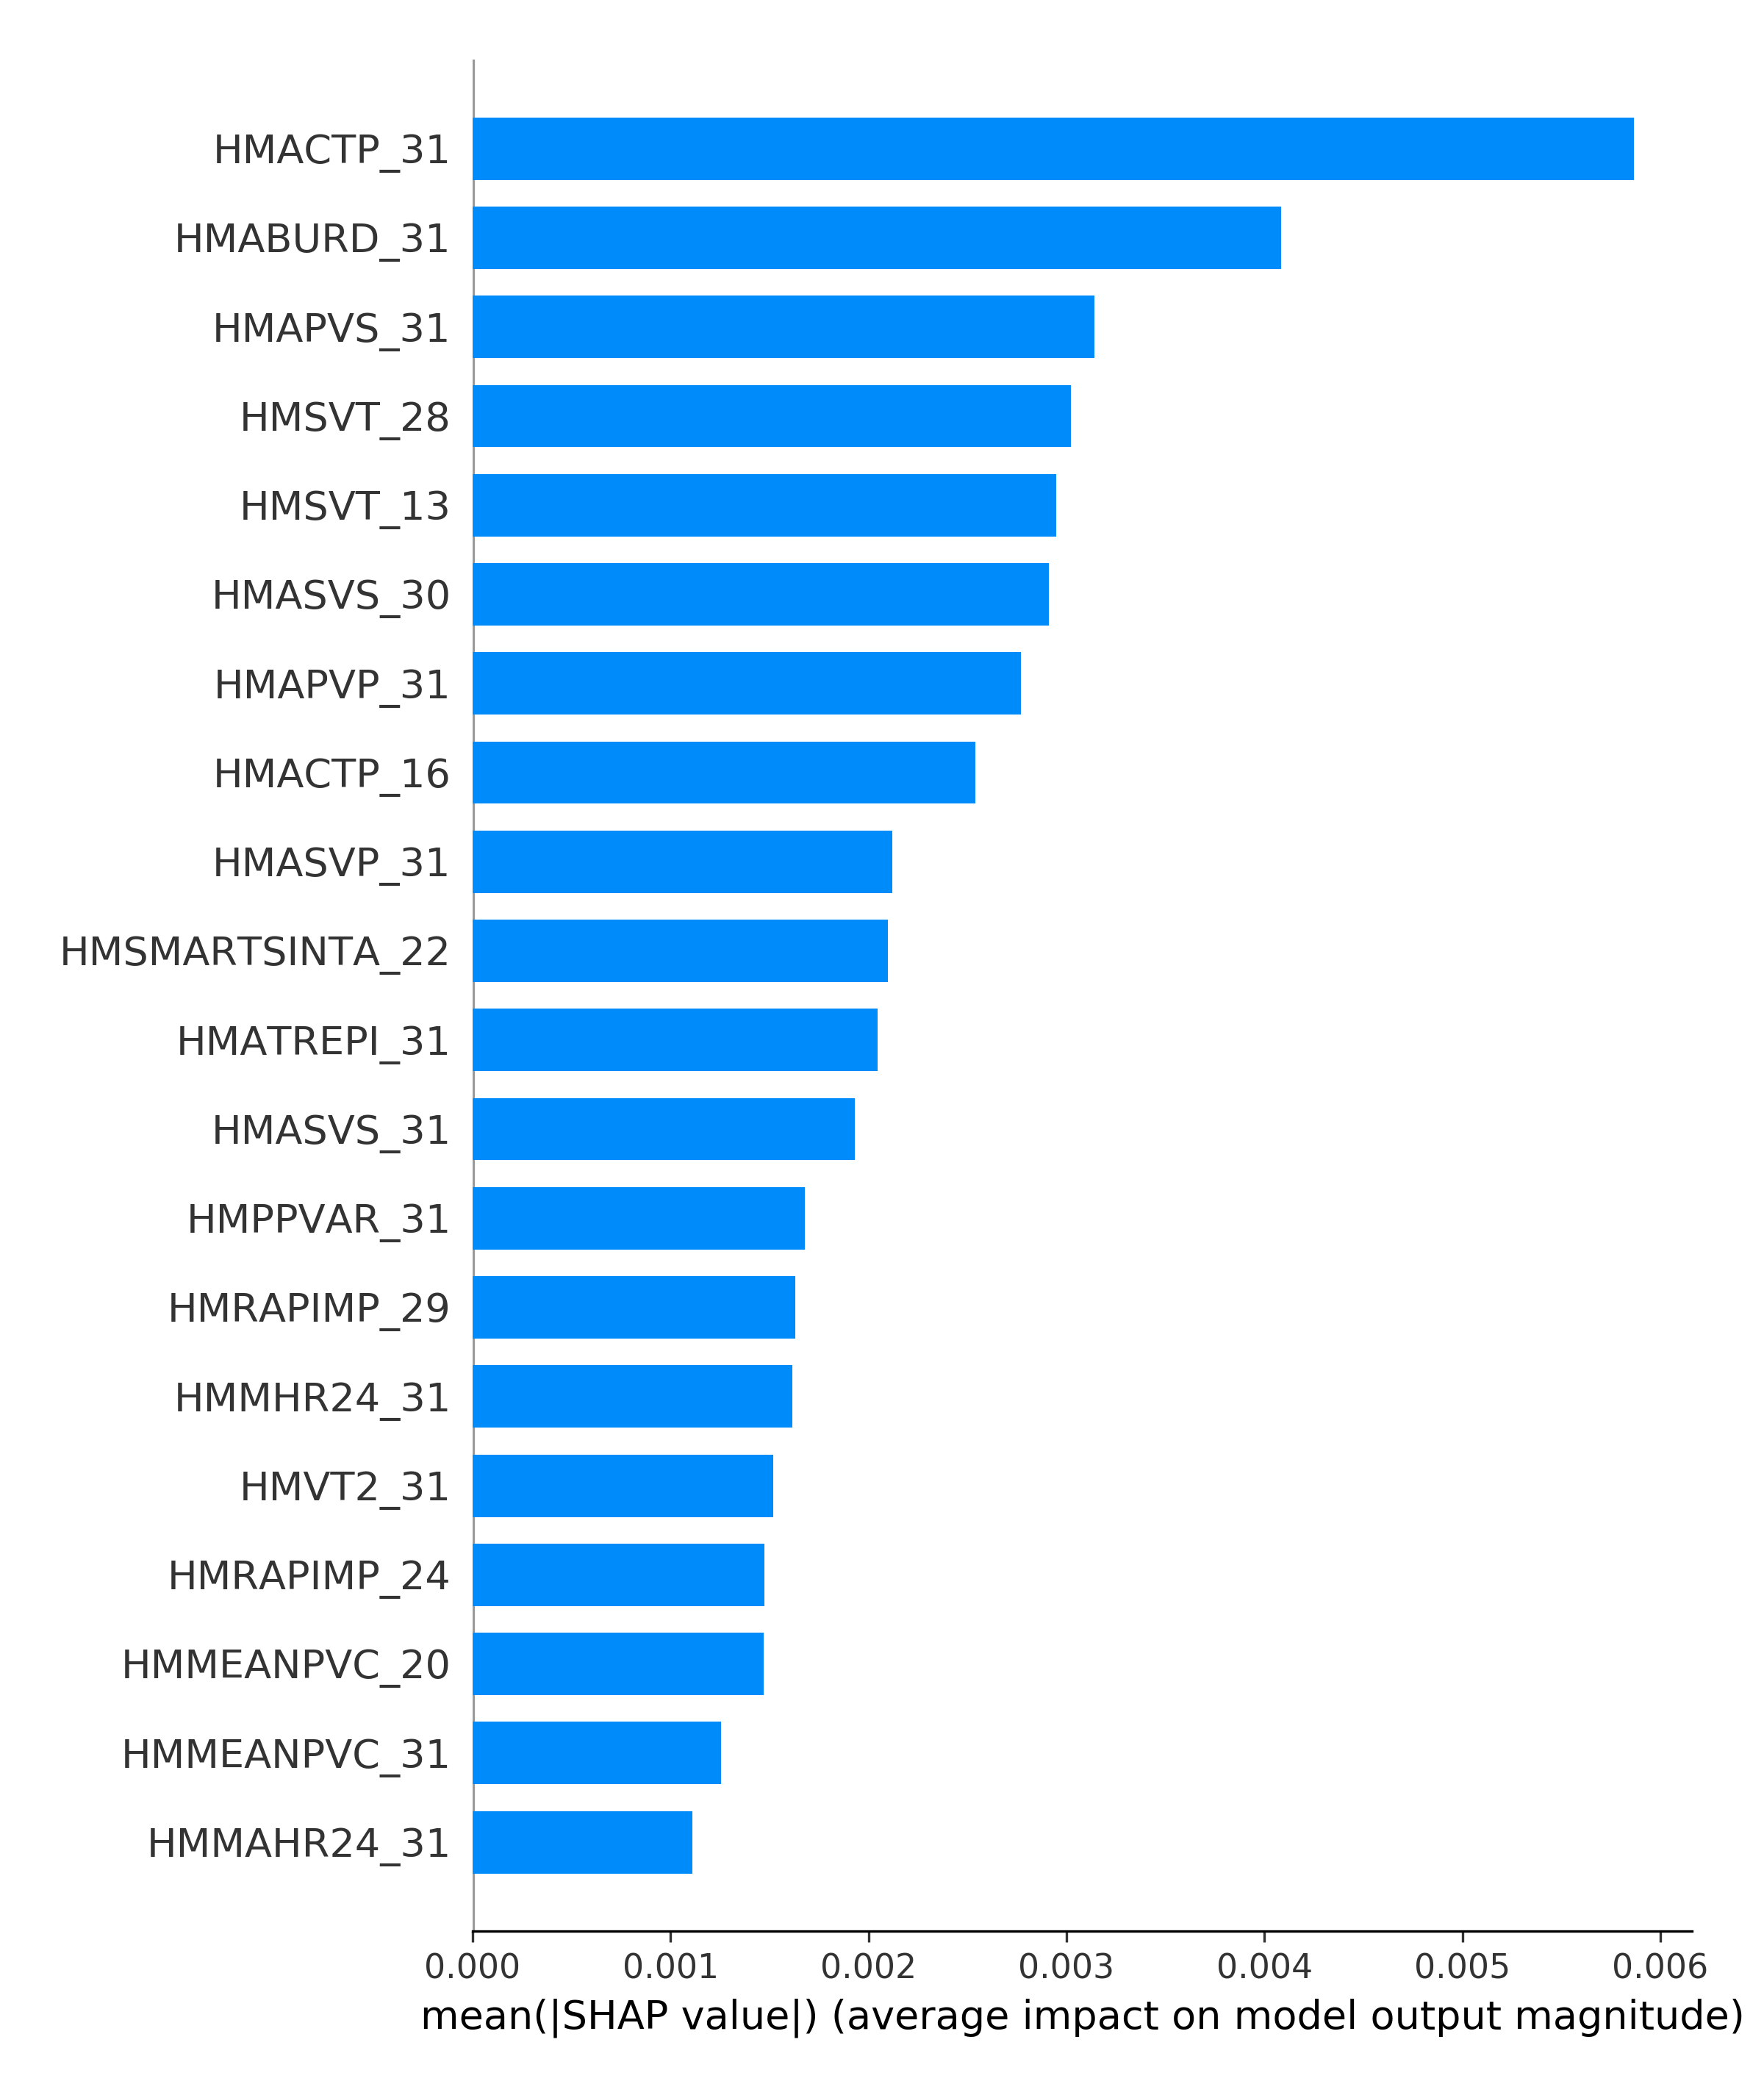 HMACTP_31
HMABURD_31
HMAPVS_31
HMSVT_28
HMSVT_13
HMASVS_30
HMAPVP_31
HMACTP_16
HMASVP_31
HMSMARTSINTA_22
HMATREPI_31
HMASVS_31
HMPPVAR_31
HMRAPIMP_29
HMMHR24_31
HMVT2_31
HMRAPIMP_24
HMMEANPVC_20
HMMEANPVC_31
HMMAHR24_31
0.000 0.001 0.002 0.003 0.004 0.005 0.006
mean(|SHAP value|) (average impact on model output magnitude)